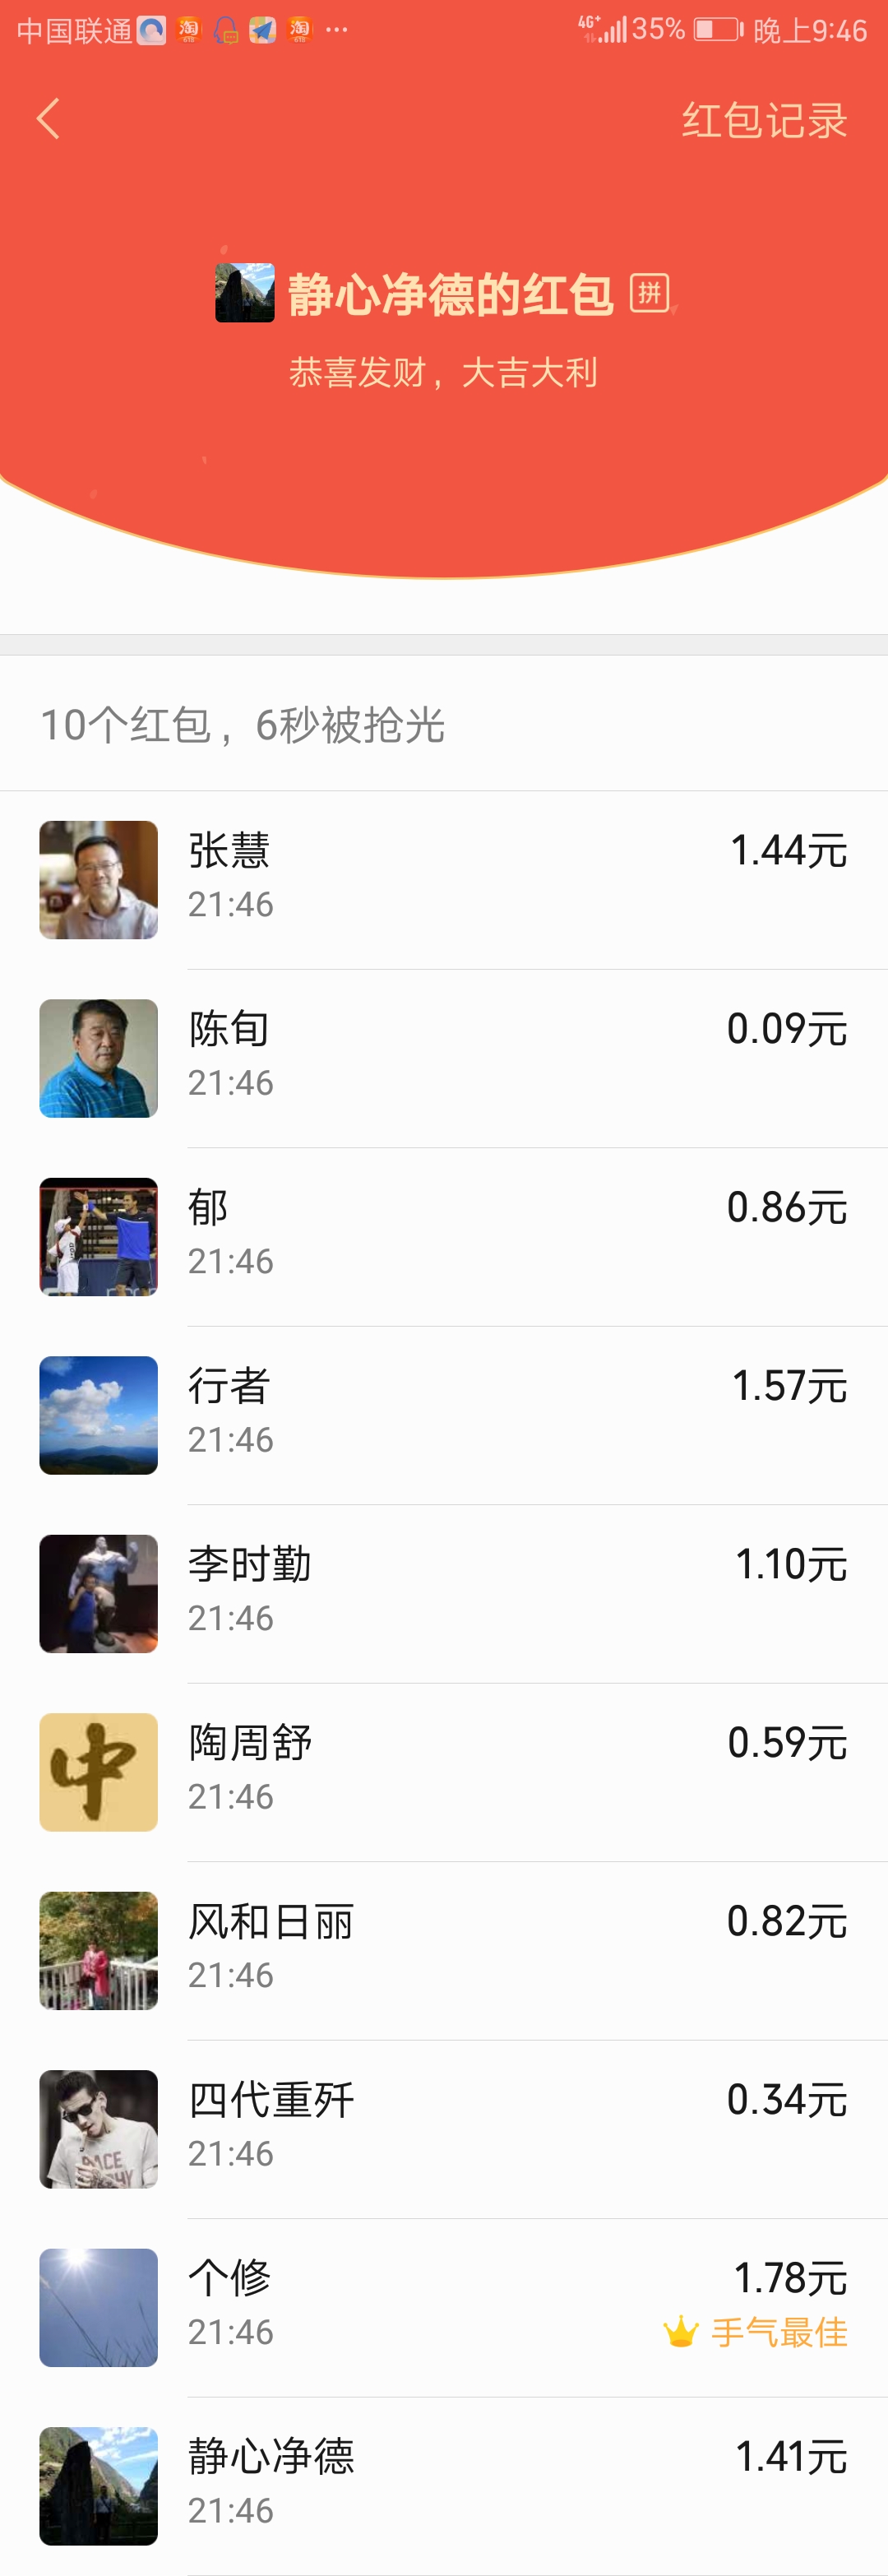 中国联通 淘 618 淘 618 ... 4G+ 35% 晚上9:46
红包记录
静心净德的红包 拼
恭喜发财，大吉大利
10个红包，6秒被抢光
张慧 1.44元
21:46
陈旬 0.09元
21:46
郁 0.86元
21:46
行者 1.57元
21:46
李时勤 1.10元
21:46
中
陶周舒 0.59元
21:46
风和日丽 0.82元
21:46
四代重歼 0.34元
21:46
个修 1.78元
21:46 手气最佳
静心净德 1.41元
21:46